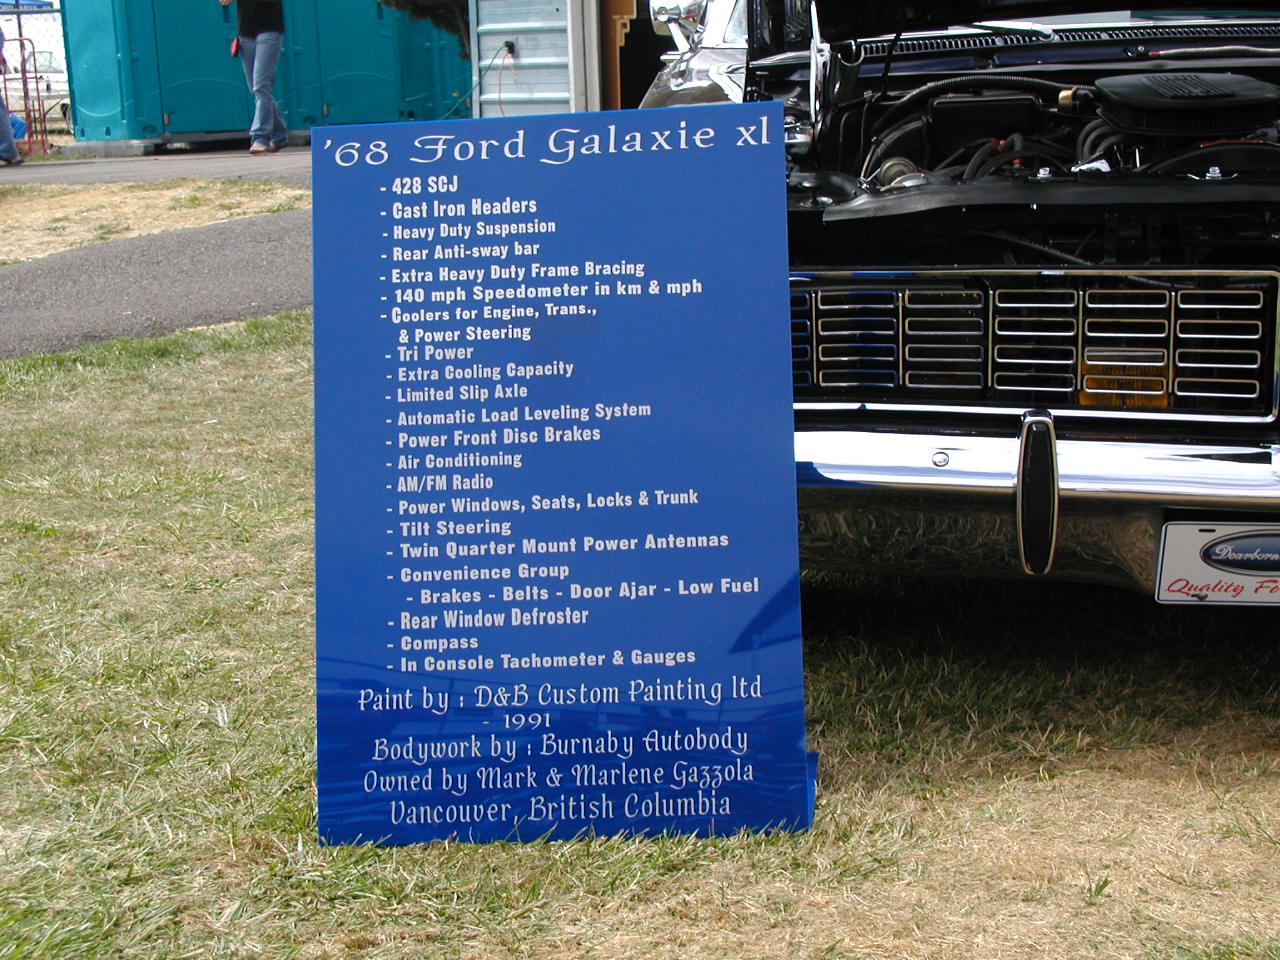 '68 Ford Galaxie xl
- 428 SCJ
- Cast Iron Headers
- Heavy Duty Suspension
- Rear Anti-sway bar
- Extra Heavy Duty Frame Bracing
- 140 mph Speedometer in km & mph
- Coolers for Engine, Trans.,
& Power Steering
- Tri Power
- Extra Cooling Capacity
- Limited Slip Axle
- Automatic Load Leveling System
- Power Front Disc Brakes
- Air Conditioning
- AM/FM Radio
- Power Windows, Seats, Locks & Trunk
- Tilt Steering
- Twin Quarter Mount Power Antennas
- Convenience Group
- Brakes - Belts - Door Ajar - Low Fuel
- Rear Window Defroster
- Compass
- In Console Tachometer & Gauges
Paint by : D&B Custom Painting ltd
- 1991
Bodywork by : Burnaby Autobody
Owned by Mark & Marlene Gazzola
Vancouver, British Columbia
Dearborn
Quality Fo